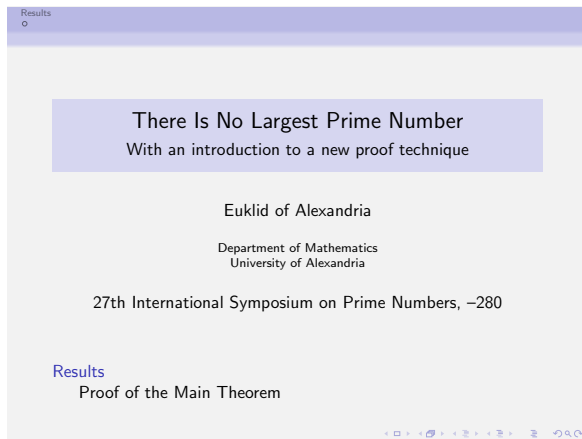 Results
There Is No Largest Prime Number
With an introduction to a new proof technique
Euklid of Alexandria
Department of Mathematics
University of Alexandria
27th International Symposium on Prime Numbers, –280
Results
Proof of the Main Theorem